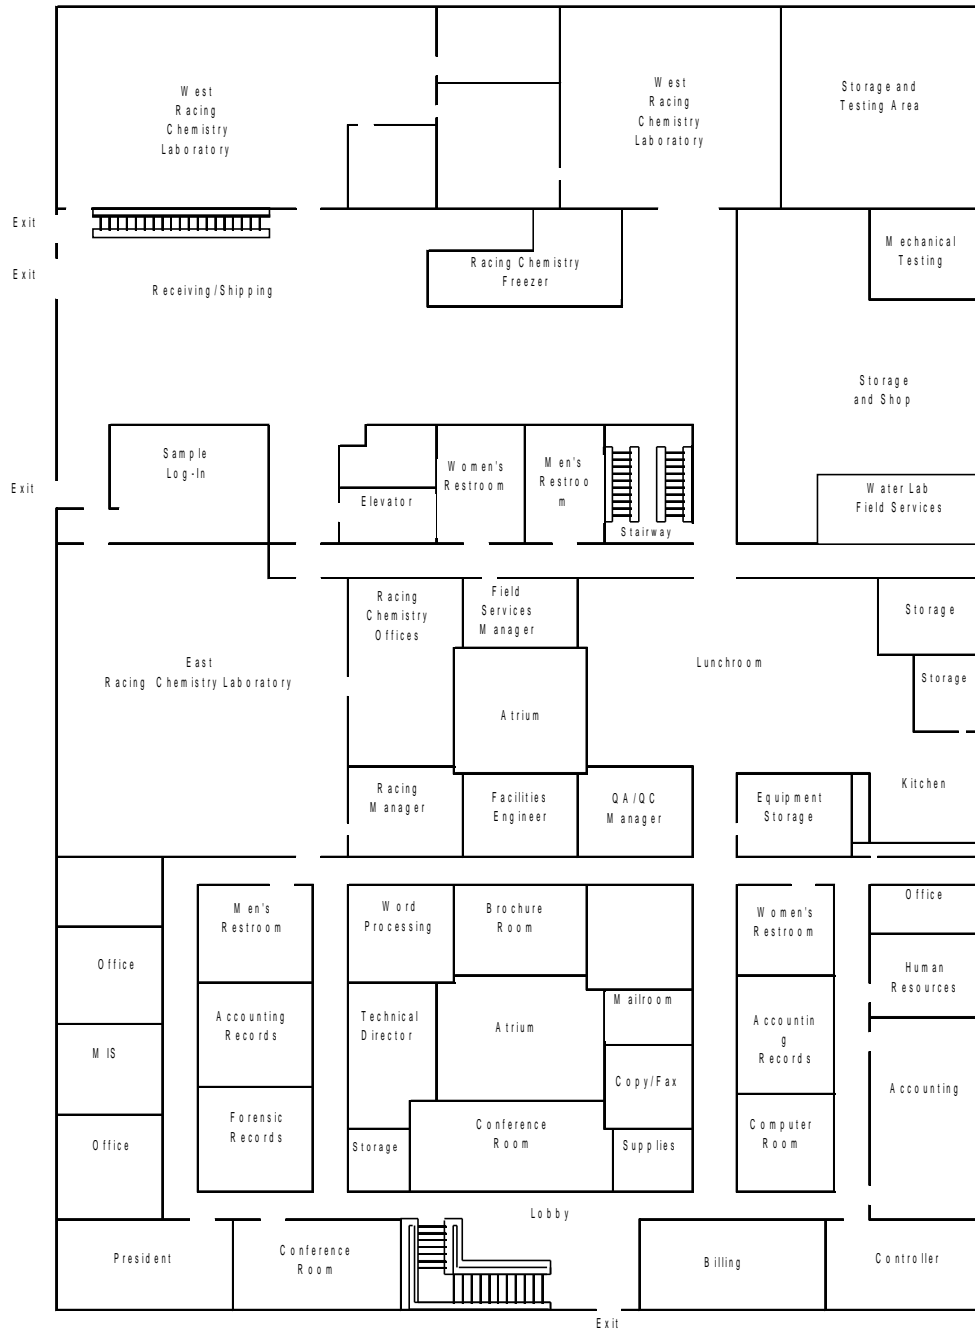 West
Racing
Chemistry
Laboratory
West
Racing
Chemistry
Laboratory
Storage and
Testing Area
Exit
Exit
Receiving/Shipping
Racing Chemistry
Freezer
Mechanical
Testing
Storage
and Shop
Exit
Sample
Log-In
Elevator
Women's
Restroom
Men's
Restroo
m
Stairway
Water Lab
Field Services
Racing
Chemistry
Offices
Field
Services
Manager
Storage
East
Racing Chemistry Laboratory
Lunchroom
Storage
Atrium
Racing
Manager
Facilities
Engineer
QA/QC
Manager
Equipment
Storage
Kitchen
Men's
Restroom
Word
Processing
Brochure
Room
Women's
Restroom
Office
Office
Human
Resources
Accounting
Records
Technical
Director
Atrium
Mailroom
Accountin
g
Records
MIS
Copy/Fax
Accounting
Office
Forensic
Records
Storage
Conference
Room
Supplies
Computer
Room
Lobby
President
Conference
Room
Billing
Controller
Exit